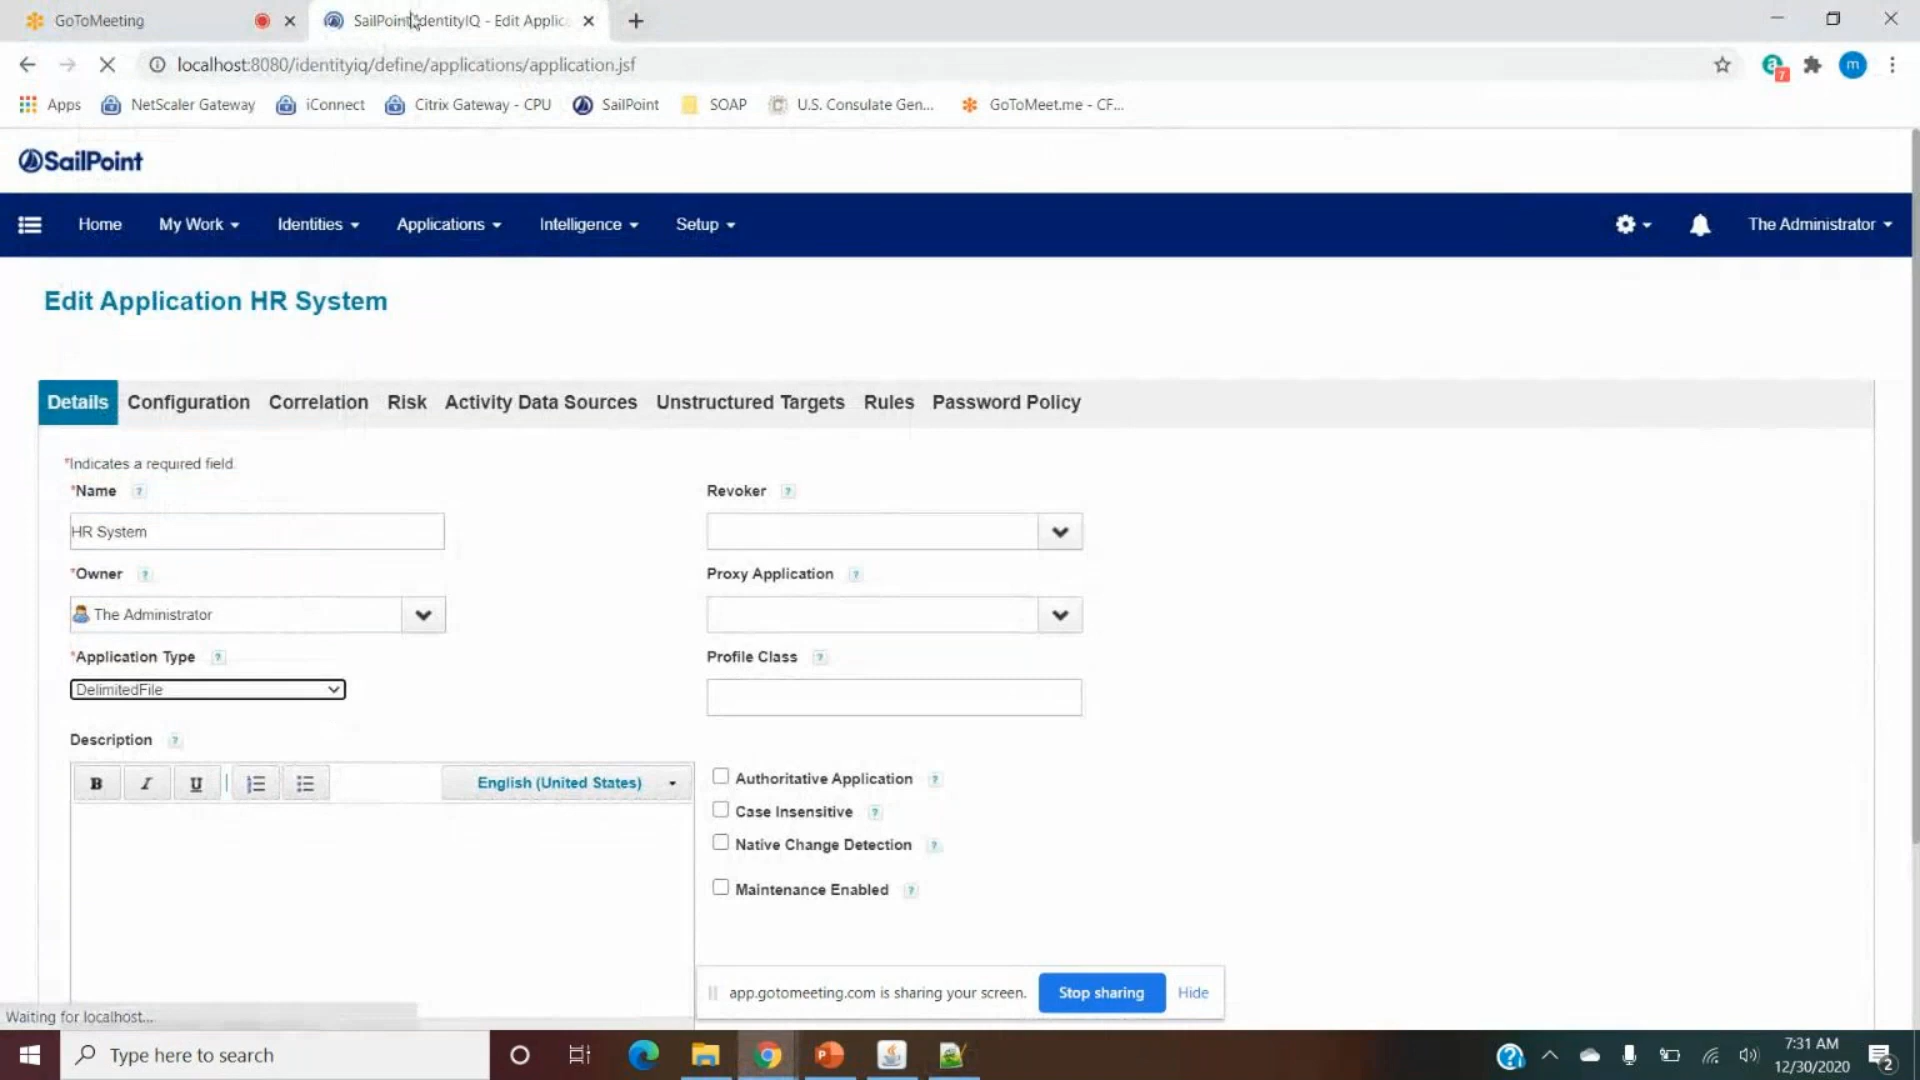 GoToMeeting
SailPoint IdentityIQ - Edit Applic
localhost:8080/identityiq/define/applications/application.jsf
a
7
m
Apps
NetScaler Gateway
iConnect
Citrix Gateway - CPU
SailPoint
SOAP
U.S. Consulate Gen...
GoToMeet.me - CF...
SailPoint
Home
My Work
Identities
Applications
Intelligence
Setup
The Administrator
Edit Application HR System
Details
Configuration
Correlation
Risk
Activity Data Sources
Unstructured Targets
Rules
Password Policy
*Indicates a required field.
*Name ?
Revoker ?
HR System
*Owner ?
Proxy Application ?
The Administrator
*Application Type ?
Profile Class ?
DelimitedFile
Description ?
B I U
English (United States)
Authoritative Application ?
Case Insensitive ?
Native Change Detection ?
Maintenance Enabled ?
app.gotomeeting.com is sharing your screen.
Stop sharing
Hide
Waiting for localhost...
Type here to search
7:31 AM
12/30/2020
2